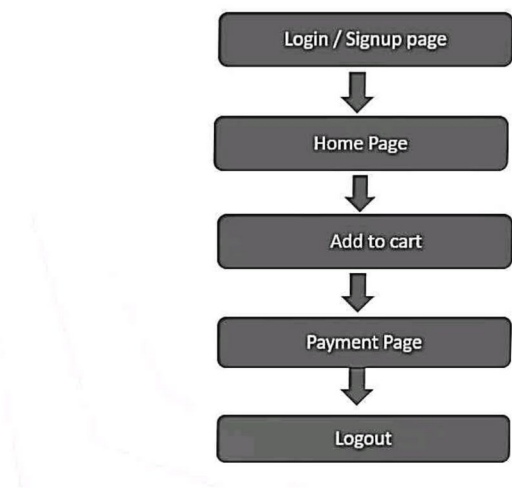 Login / Signup page
Home Page
Add to cart
Payment Page
Logout